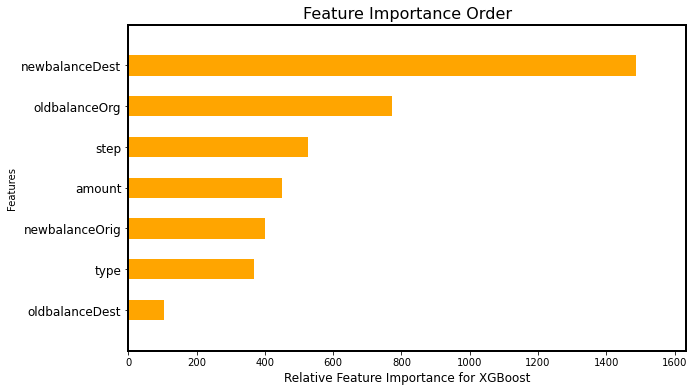 Feature Importance Order
newbalanceDest
oldbalanceOrg
step
amount
newbalanceOrig
type
oldbalanceDest
Features
0 200 400 600 800 1000 1200 1400 1600
Relative Feature Importance for XGBoost